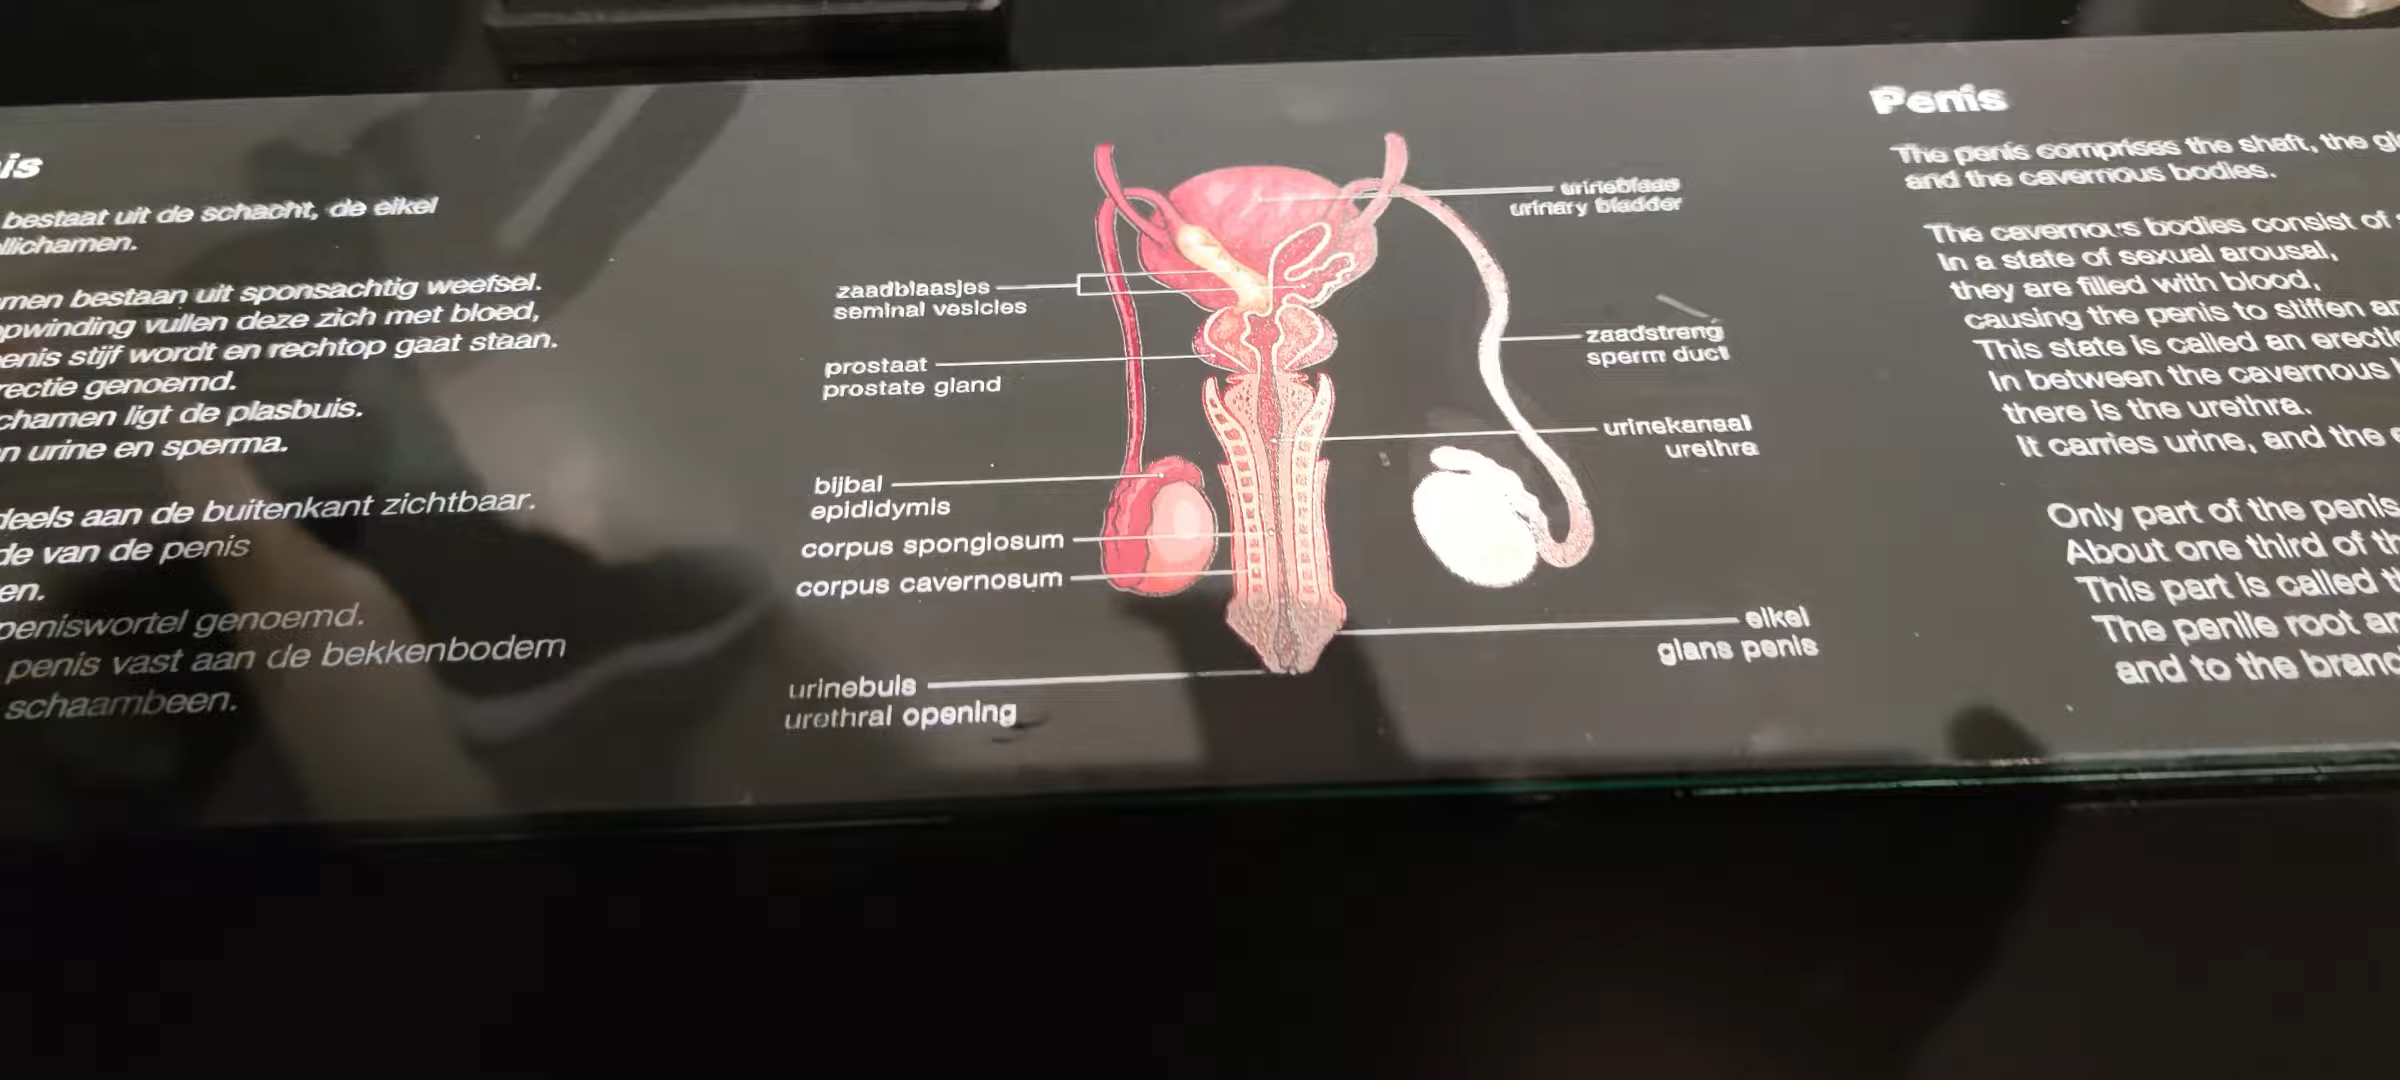 is
bestaat uit de schacht, de eikel
llichamen.
men bestaan uit sponsachtig weefsel.
pwinding vullen deze zich met bloed,
enis stijf wordt en rechtop gaat staan.
rectie genoemd.
chamen ligt de plasbuis.
n urine en sperma.
deels aan de buitenkant zichtbaar.
de van de penis
en.
peniswortel genoemd.
penis vast aan de bekkenbodem
schaambeen.
urineblaas
urinary bladder
zaadblaasjes
seminal vesicles
zaadstreng
sperm duct
prostaat
prostate gland
urinekanaal
urethra
bijbal
epididymis
corpus spongiosum
corpus cavernosum
eikel
glans penis
urinebuis
urethral opening
Penis
The penis comprises the shaft, the gl
and the cavernous bodies.
The cavernous bodies consist of
In a state of sexual arousal,
they are filled with blood,
causing the penis to stiffen an
This state is called an erectio
In between the cavernous
there is the urethra.
It carries urine, and the
Only part of the penis
About one third of th
This part is called th
The penile root an
and to the branc